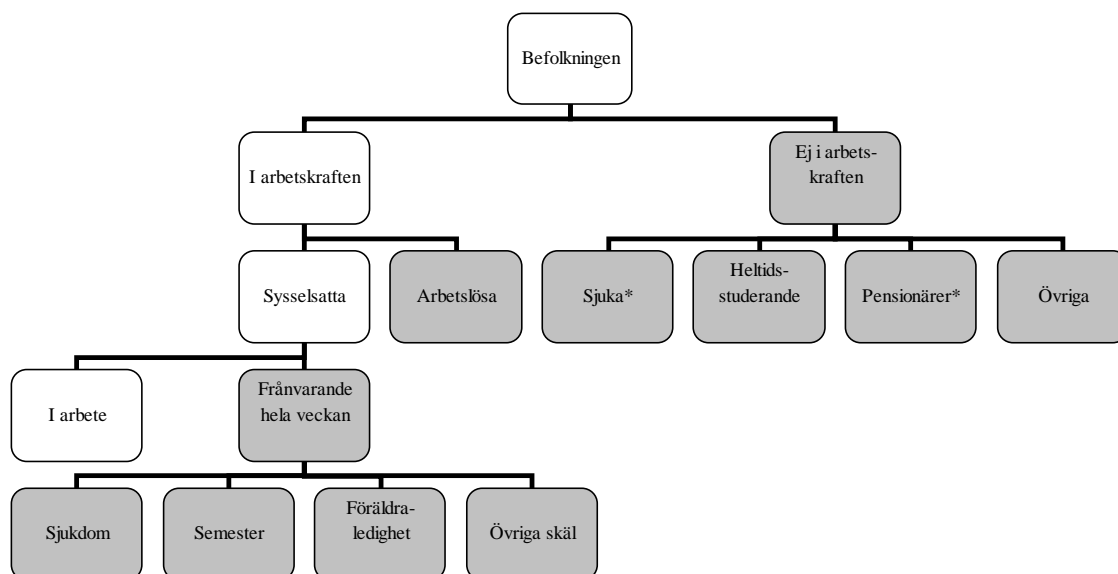 Befolkningen
I arbetskraften
Ej i arbets-
kraften
Sysselsatta
Arbetslösa
Sjuka*
Heltids-
studerande
Pensionärer*
Övriga
I arbete
Frånvarande
hela veckan
Sjukdom
Semester
Föräldra-
ledighet
Övriga skäl